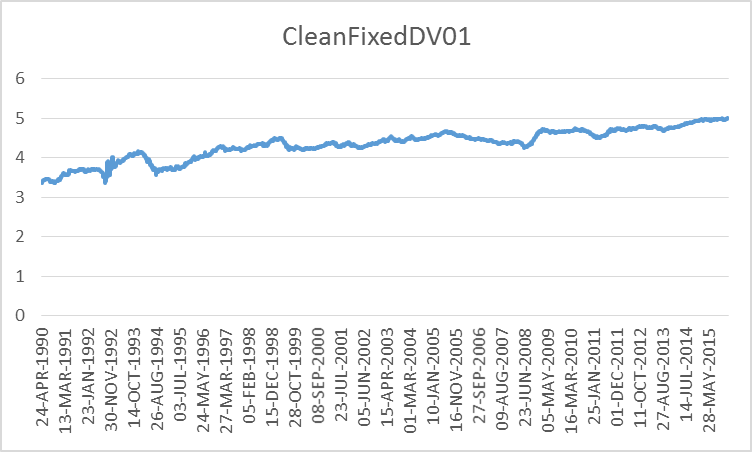 CleanFixedDV01
6
5
4
3
2
1
0
24-APR-1990
13-MAR-1991
23-JAN-1992
30-NOV-1992
14-OCT-1993
26-AUG-1994
03-JUL-1995
24-MAY-1996
27-MAR-1997
05-FEB-1998
15-DEC-1998
28-OCT-1999
08-SEP-2000
23-JUL-2001
05-JUN-2002
15-APR-2003
01-MAR-2004
10-JAN-2005
16-NOV-2005
27-SEP-2006
09-AUG-2007
23-JUN-2008
05-MAY-2009
16-MAR-2010
25-JAN-2011
01-DEC-2011
11-OCT-2012
27-AUG-2013
14-JUL-2014
28-MAY-2015